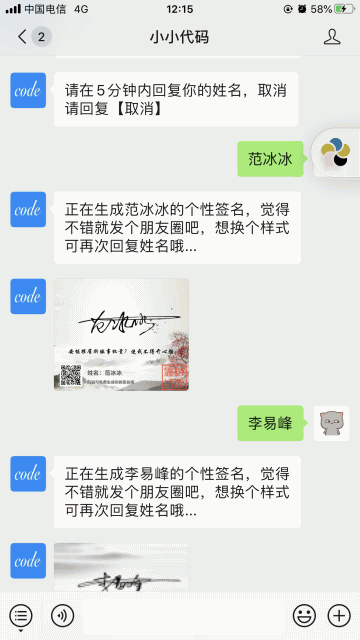 中国电信 4G 12:15 58%
2 小小代码
code 请在5分钟内回复你的姓名，取消
请回复【取消】
范冰冰
code 正在生成范冰冰的个性签名，觉得
不错就发个朋友圈吧，想换个样式
可再次回复姓名哦...
code
范冰冰
姓名：范冰冰
李易峰
code 正在生成李易峰的个性签名，觉得
不错就发个朋友圈吧，想换个样式
可再次回复姓名哦...
code
李易峰